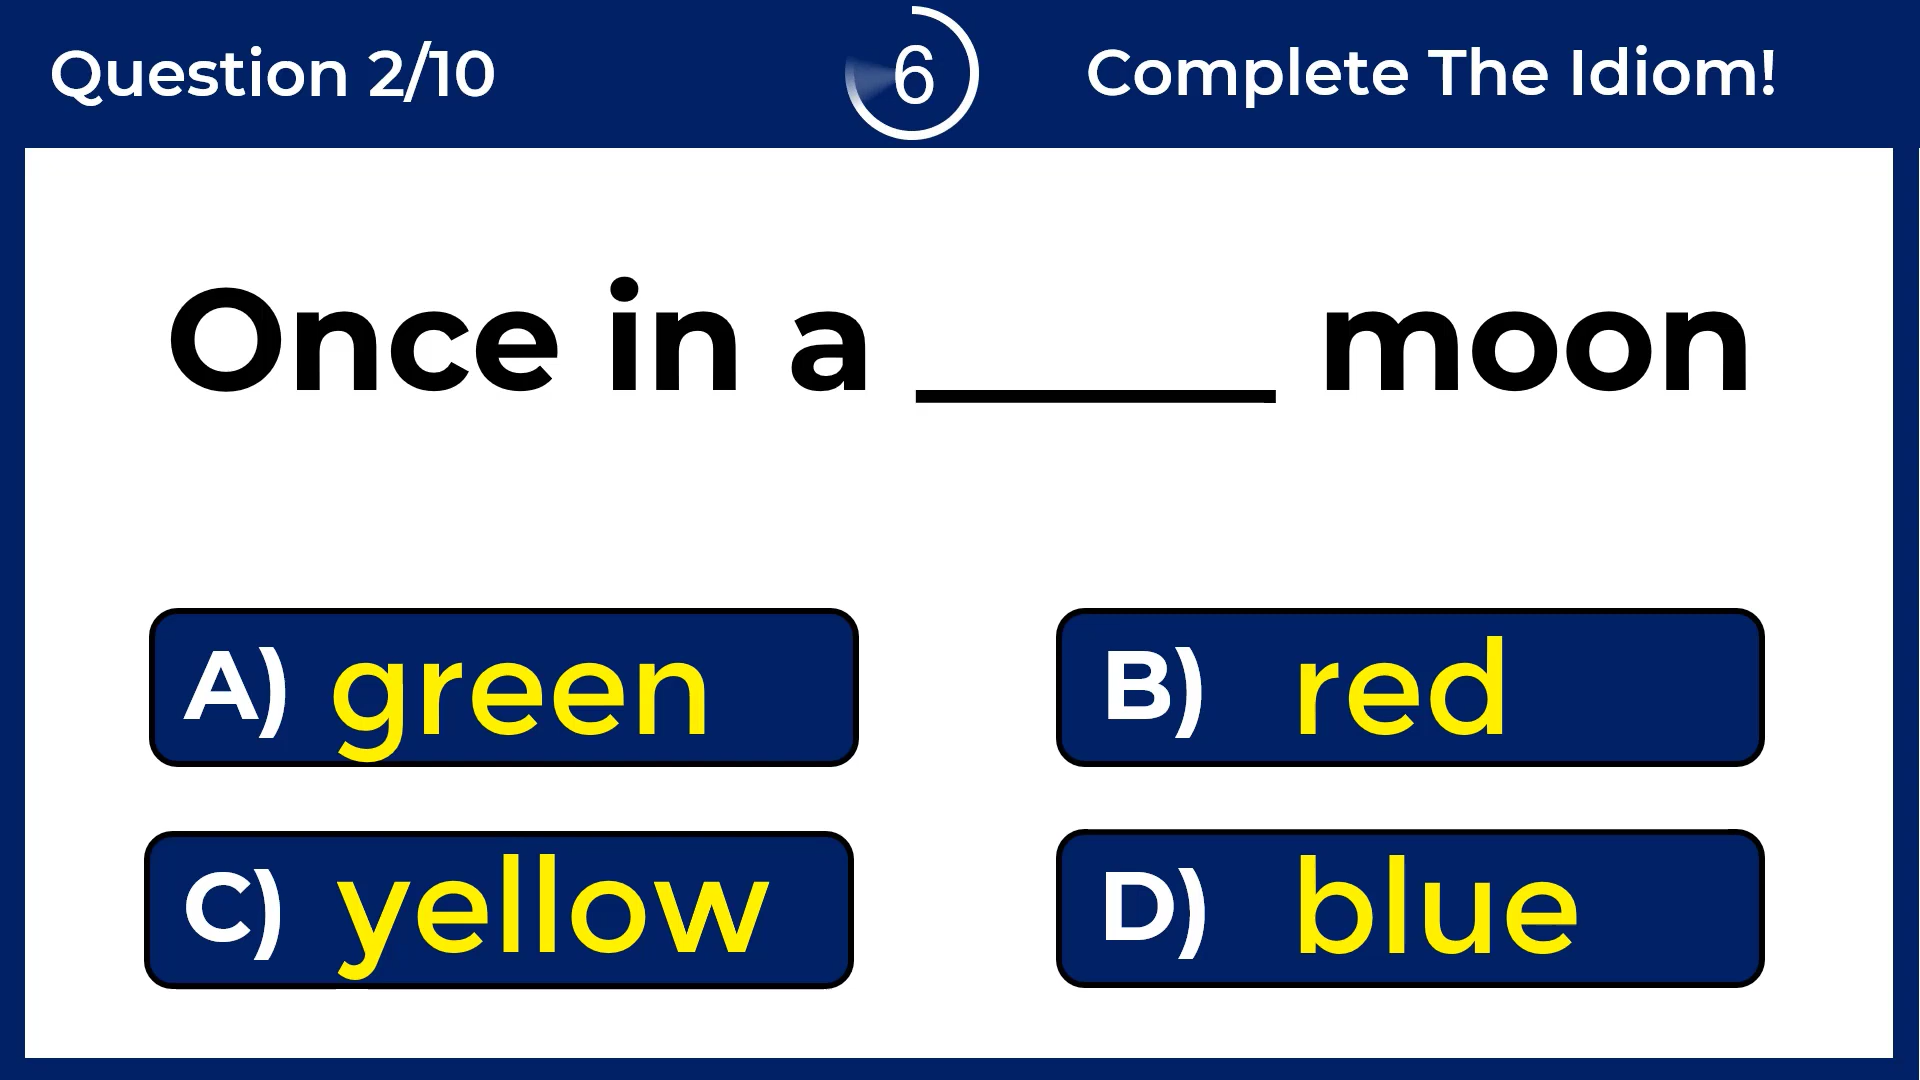 Question 2/10
6
Complete The Idiom!
Once in a _____ moon
A) green
B) red
C) yellow
D) blue